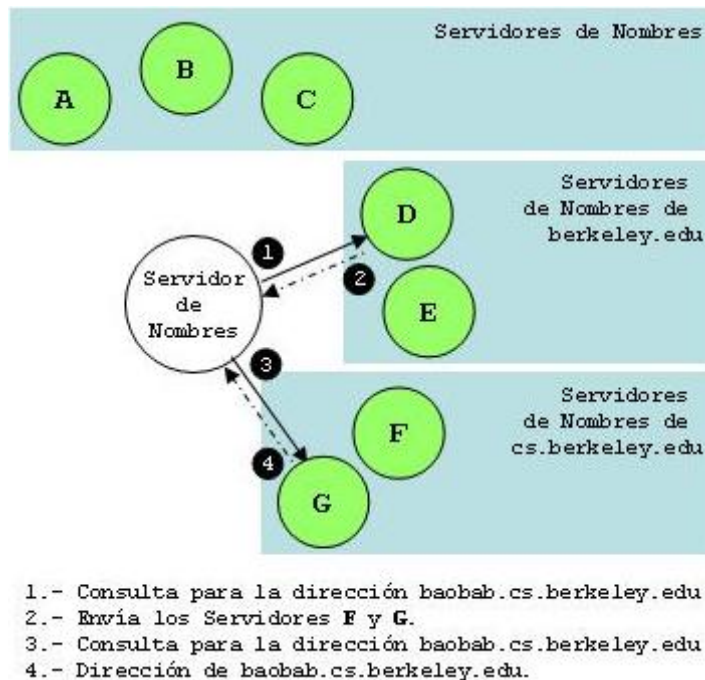 Servidores de Nombres
A
B
C
Servidores
de Nombres de
berkeley.edu
D
E
1
2
Servidor
de
Nombres
3
4
Servidores
de Nombres de
cs.berkeley.edu
F
G
1.- Consulta para la dirección baobab.cs.berkeley.edu
2.- Envía los Servidores F y G.
3.- Consulta para la dirección baobab.cs.berkeley.edu
4.- Dirección de baobab.cs.berkeley.edu.